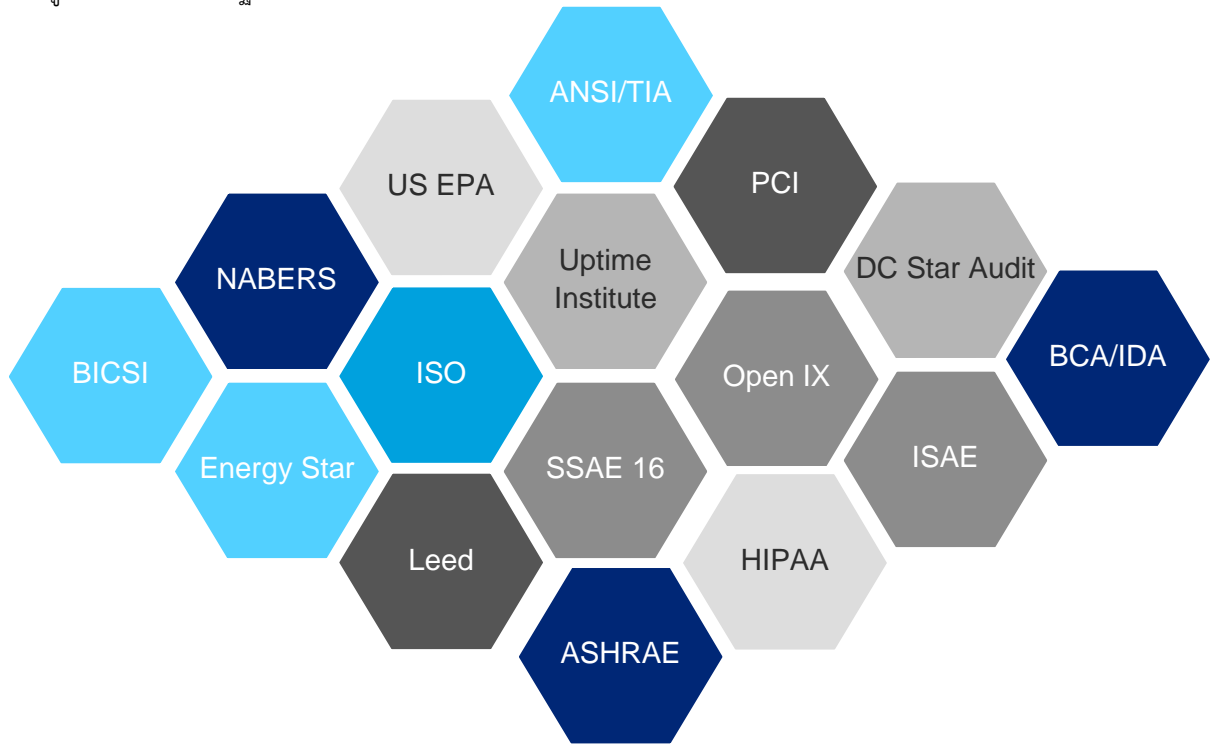 ANSI/TIA
US EPA
PCI
NABERS
Uptime
Institute
DC Star Audit
BICSI
ISO
Open IX
BCA/IDA
Energy Star
SSAE 16
ISAE
Leed
HIPAA
ASHRAE